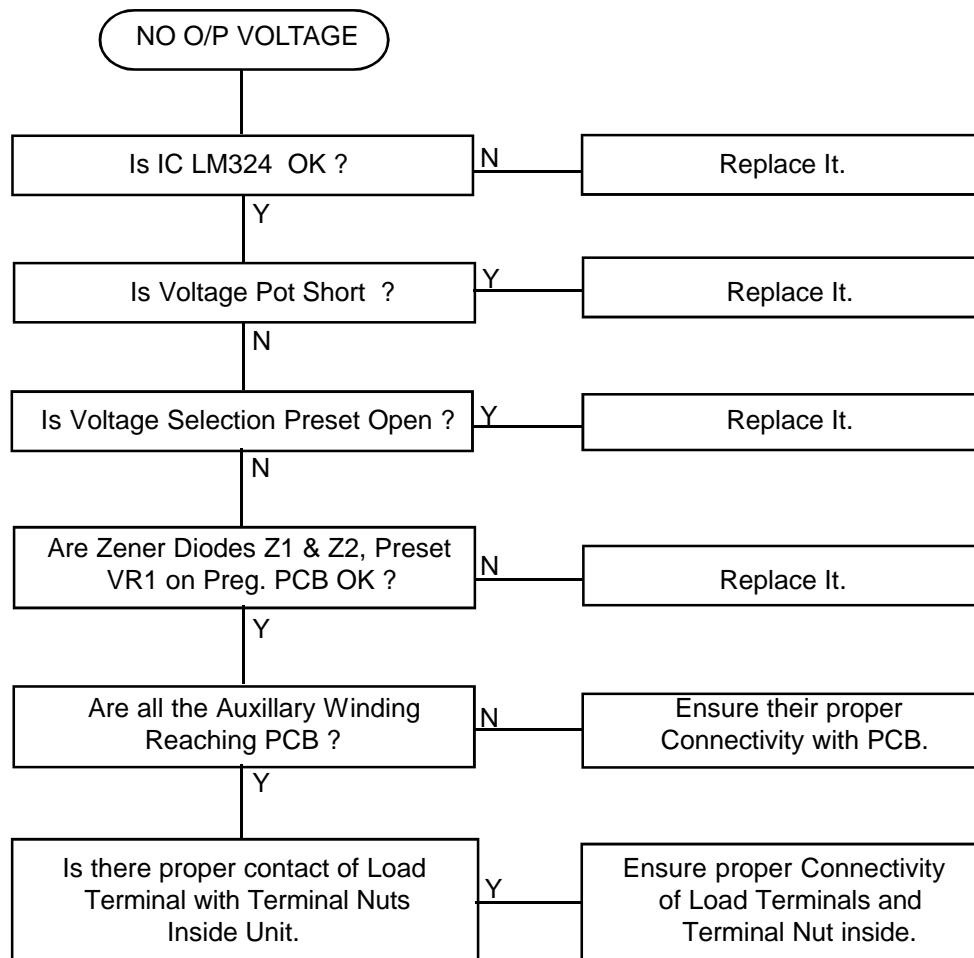 NO O/P VOLTAGE
Is IC LM324 OK ?
N
Replace It.
Y
Is Voltage Pot Short ?
Y
Replace It.
N
Is Voltage Selection Preset Open ?
Y
Replace It.
N
Are Zener Diodes Z1 & Z2, Preset
VR1 on Preg. PCB OK ?
N
Replace It.
Y
Are all the Auxillary Winding
Reaching PCB ?
N
Ensure their proper
Connectivity with PCB.
Y
Is there proper contact of Load
Terminal with Terminal Nuts
Inside Unit.
Y
Ensure proper Connectivity
of Load Terminals and
Terminal Nut inside.